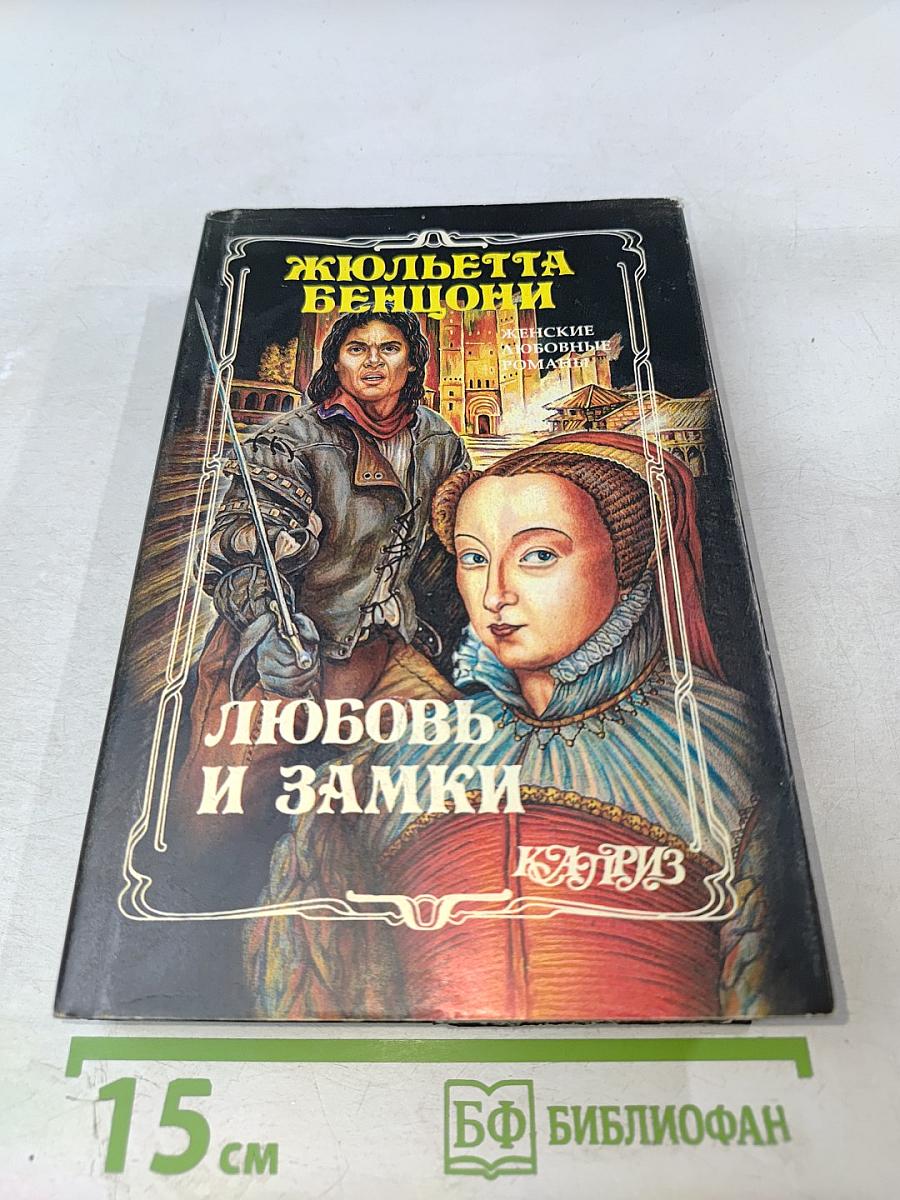 ЖЮЛЬЕТТА
БЕНЦОНИ
ЖЕНСКИЕ
ЛЮБОВНЫЕ
РОМАНЫ
ЛЮБОВЬ
И ЗАМКИ
КАПРИЗ
15 см
БФ БИБЛИОФАН